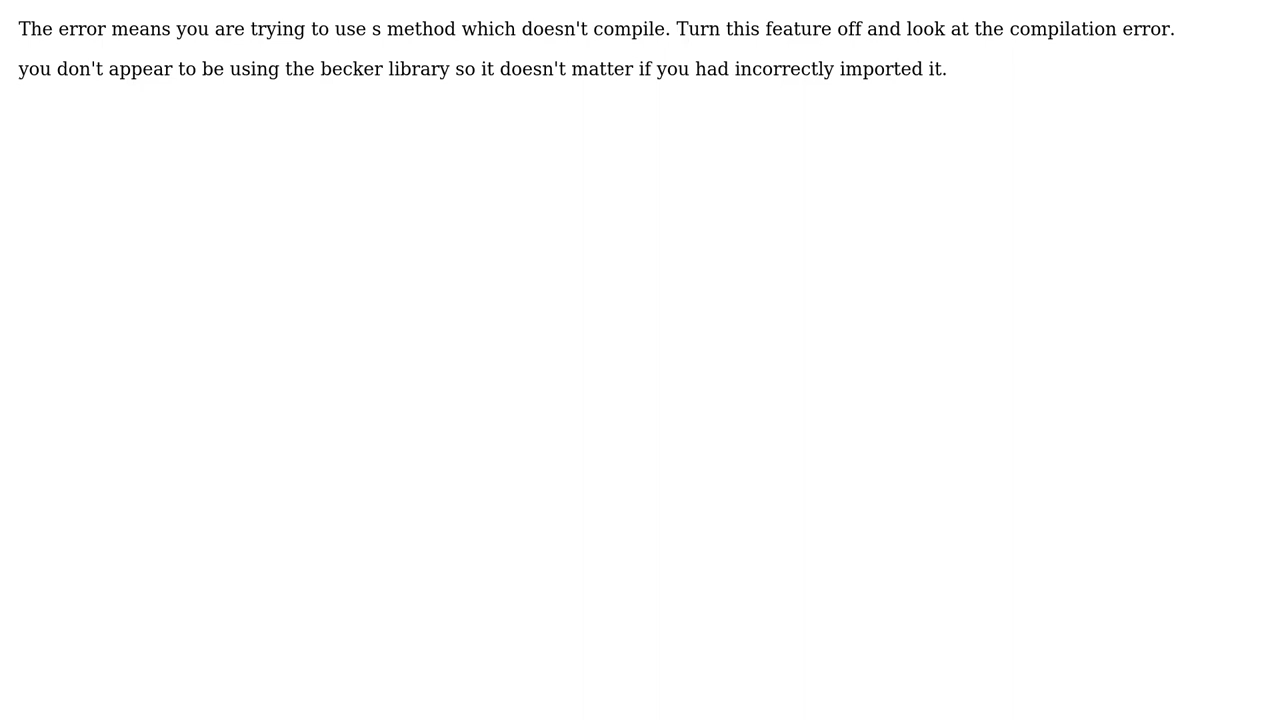 The error means you are trying to use s method which doesn't compile. Turn this feature off and look at the compilation error.
you don't appear to be using the becker library so it doesn't matter if you had incorrectly imported it.